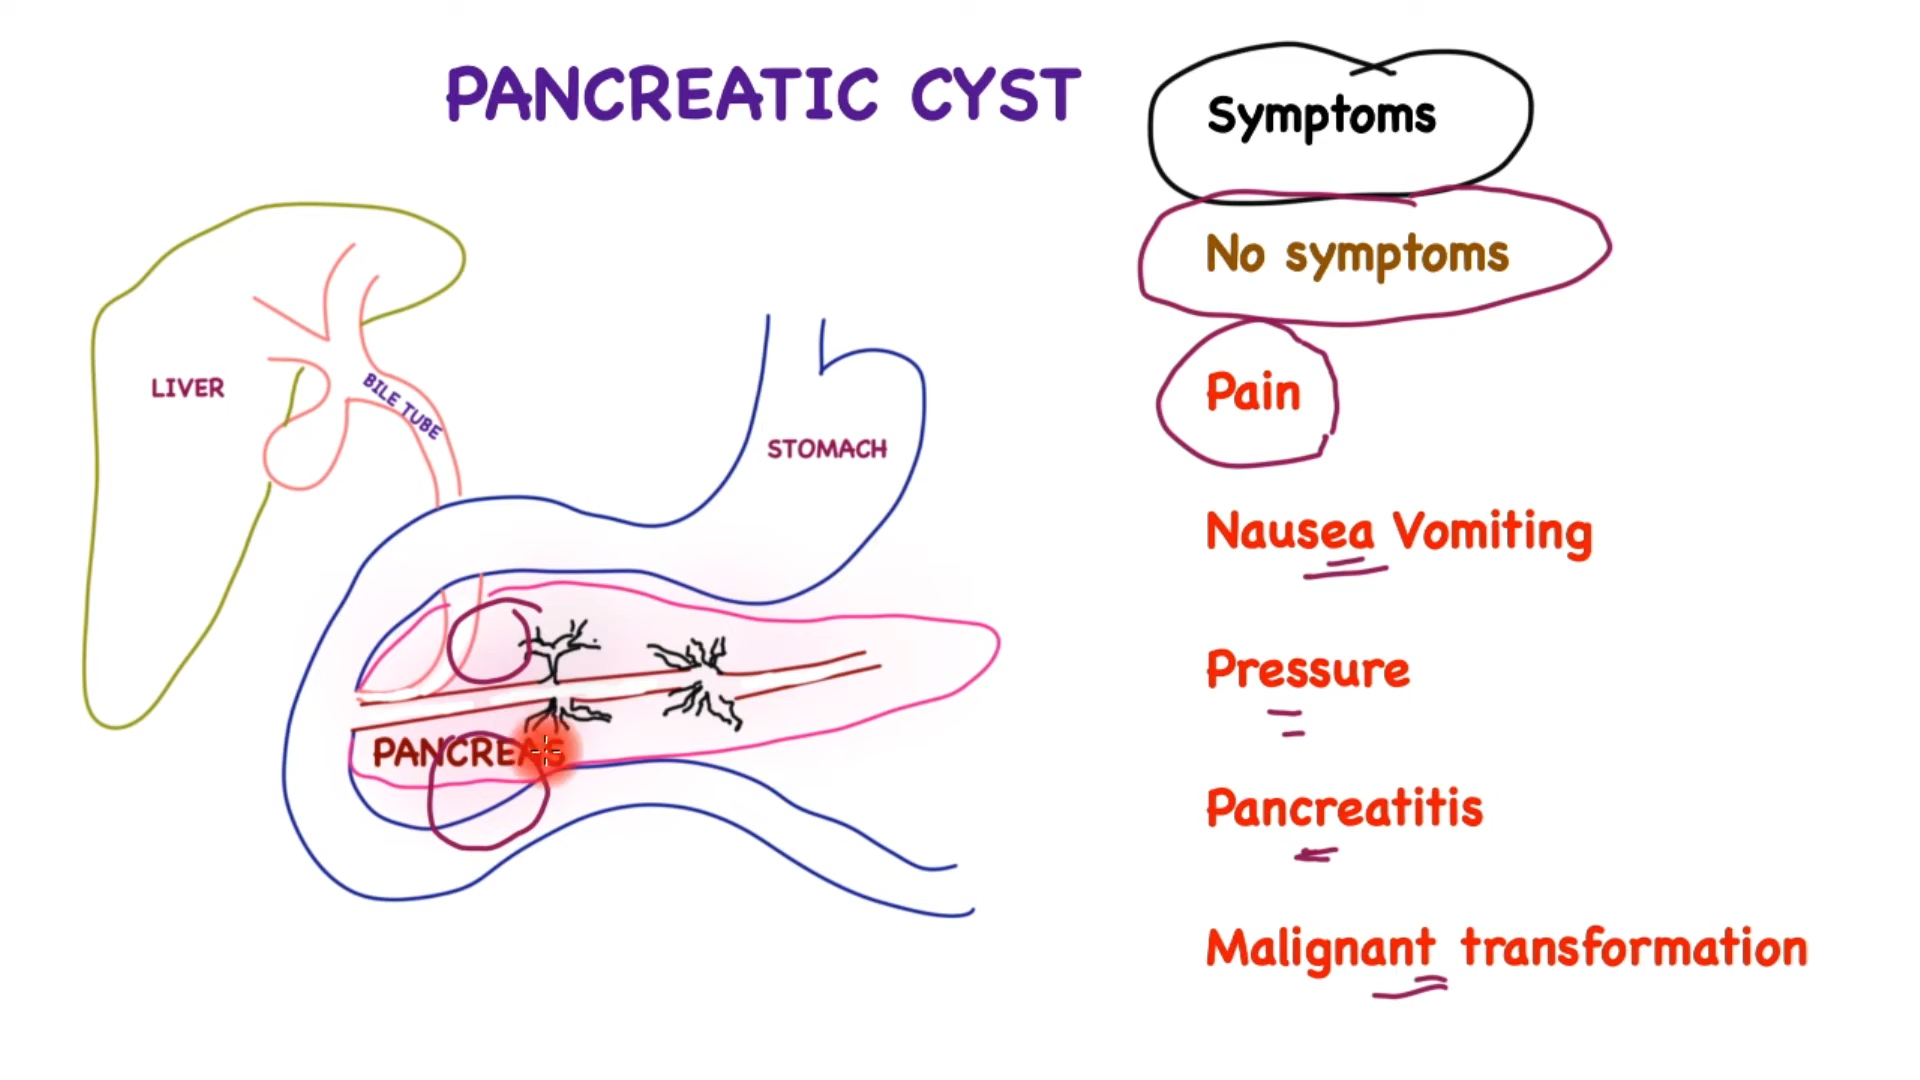 PANCREATIC CYST
LIVER
BILE TUBE
STOMACH
PANCREAS
Symptoms
No symptoms
Pain
Nausea Vomiting
Pressure
Pancreatitis
Malignant transformation